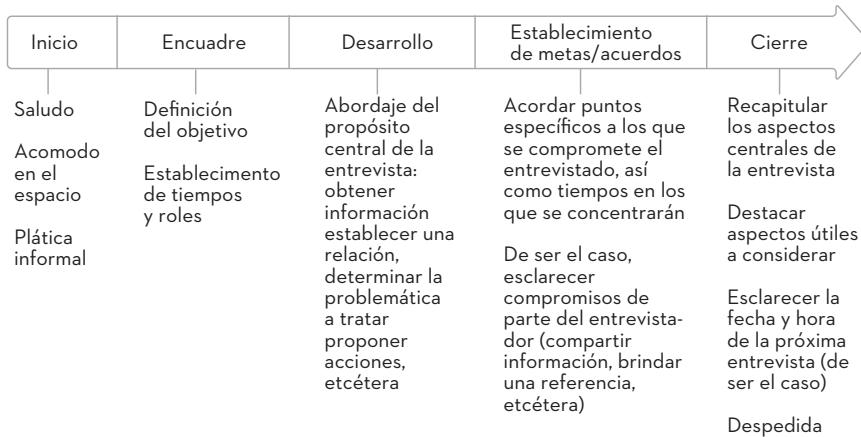 Inicio
Encuadre
Desarrollo
Establecimiento
de metas/acuerdos
Cierre
Saludo
Acomodo
en el
espacio
Plática
informal
Definición
del objetivo
Establecimiento
de tiempos
y roles
Abordaje del
propósito
central de la
entrevista:
obtener
información
establecer una
relación,
determinar la
problemática
a tratar
proponer
acciones,
etcétera
Acordar puntos
específicos a los que
se compromete el
entrevistado, así
como tiempos en los
que se concentrarán
De ser el caso,
esclarecer
compromisos de
parte del entrevista-
dor (compartir
información, brindar
una referencia,
etcétera)
Recapitular
los aspectos
centrales de
la entrevista
Destacar
aspectos útiles
a considerar
Esclarecer la
fecha y hora
de la próxima
entrevista (de
ser el caso)
Despedida